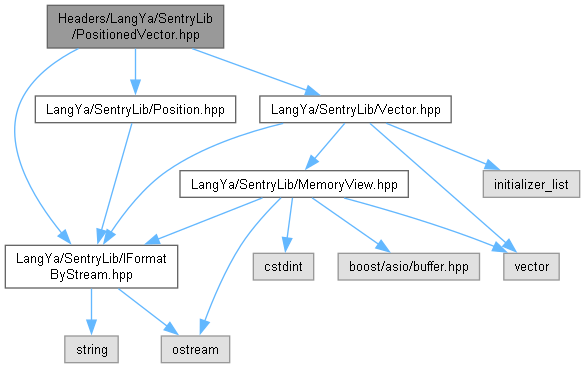 Headers/LangYa/SentryLib
/PositionedVector.hpp
LangYa/SentryLib/Position.hpp
LangYa/SentryLib/Vector.hpp
LangYa/SentryLib/MemoryView.hpp
initializer_list
LangYa/SentryLib/IFormat
ByStream.hpp
cstdint
boost/asio/buffer.hpp
vector
string
ostream